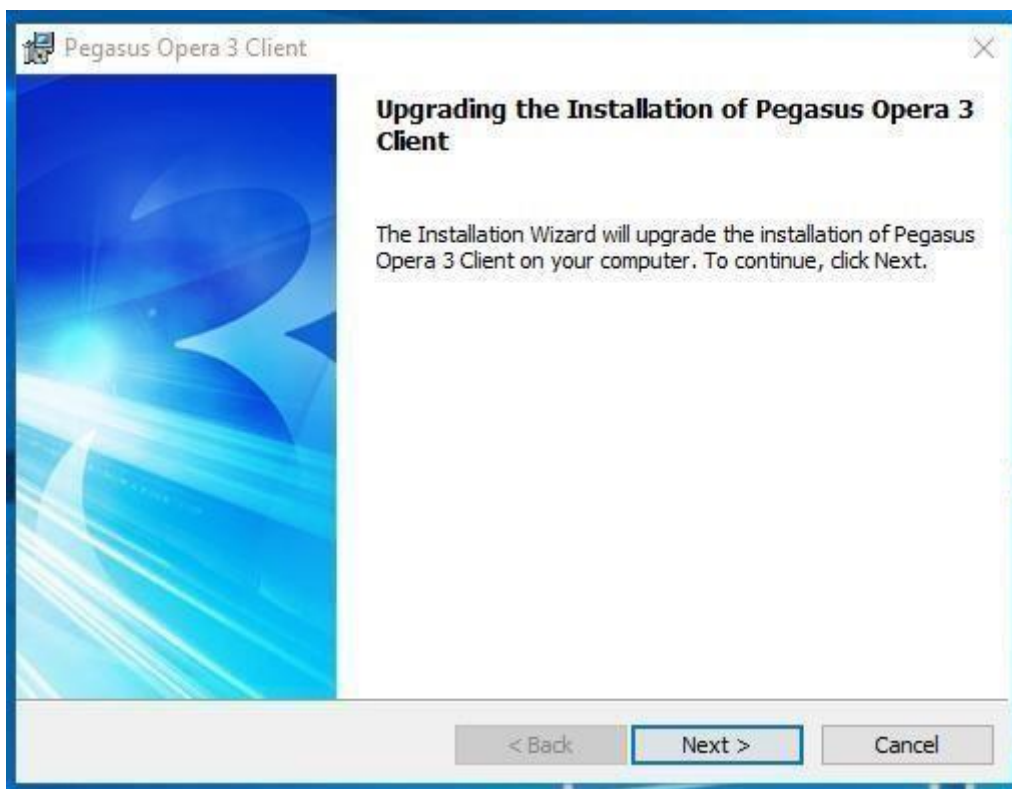 Pegasus Opera 3 Client
Upgrading the Installation of Pegasus Opera 3
Client
The Installation Wizard will upgrade the installation of Pegasus
Opera 3 Client on your computer. To continue, click Next.
3
< Back Next > Cancel